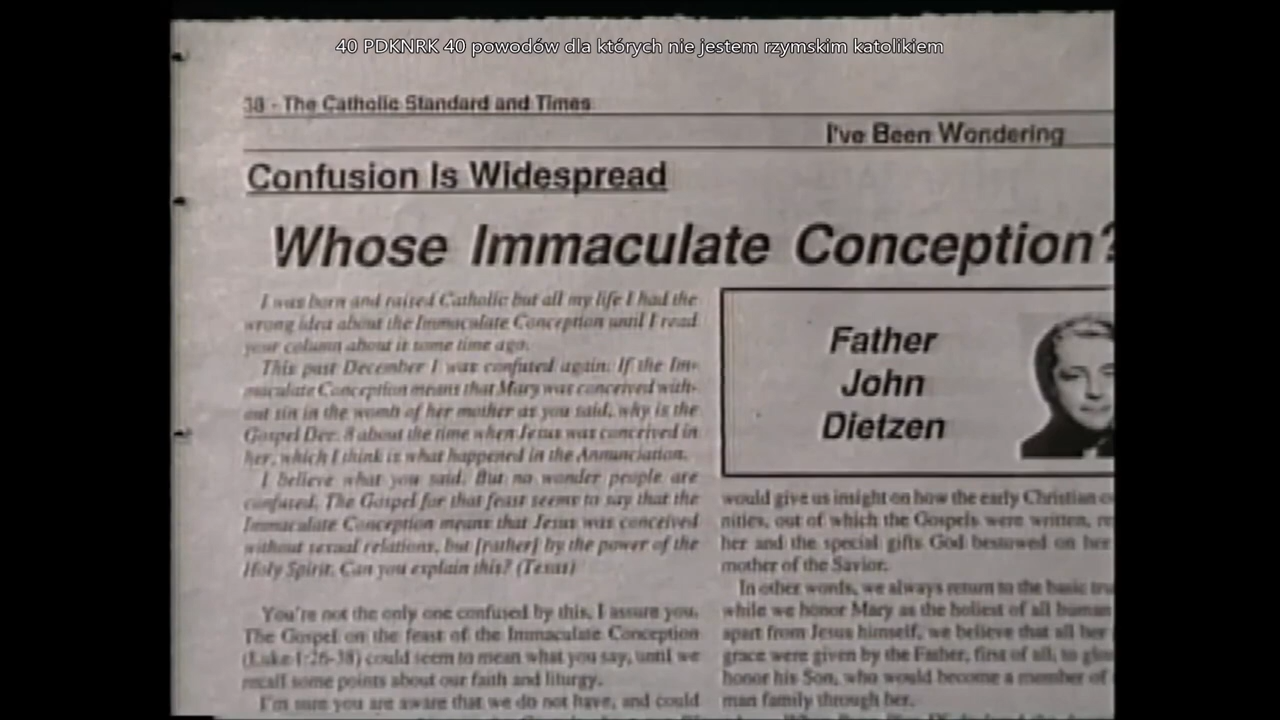 40 PDKNRK 40 powodów dla których nie jestem rzymskim katolikiem
38 - The Catholic Standard and Times
I've Been Wondering
Confusion Is Widespread
Whose Immaculate Conception?
I was born and raised Catholic but all my life I had the
wrong idea about the Immaculate Conception until I read
your column about it some time ago.
This past December I was confused again: If the Im-
maculate Conception means that Mary was conceived with-
out sin in the womb of her mother as you said, why is the
Gospel Dec. 8 about the time when Jesus was conceived in
her, which I think is what happened in the Annunciation.
I believe what you said. But no wonder people are
confused. The Gospel for that feast seems to say that the
Immaculate Conception means that Jesus was conceived
without sexual relations, but [rather] by the power of the
Holy Spirit. Can you explain this? (Texas)
You're not the only one confused by this, I assure you.
The Gospel on the feast of the Immaculate Conception
(Luke 1:26-38) could seem to mean what you say, until we
recall some points about our faith and liturgy.
I'm sure you are aware that we do not have, and could
Father
John
Dietzen
would give us insight on how the early Christian
nities, out of which the Gospels were written,
her and the special gifts God bestowed on her
mother of the Savior.
In other words, we always return to the basic
while we honor Mary as the holiest of all human
apart from Jesus himself, we believe that all her
grace were given by the Father, first of all, to
honor his Son, who would become a member of
man family through her.